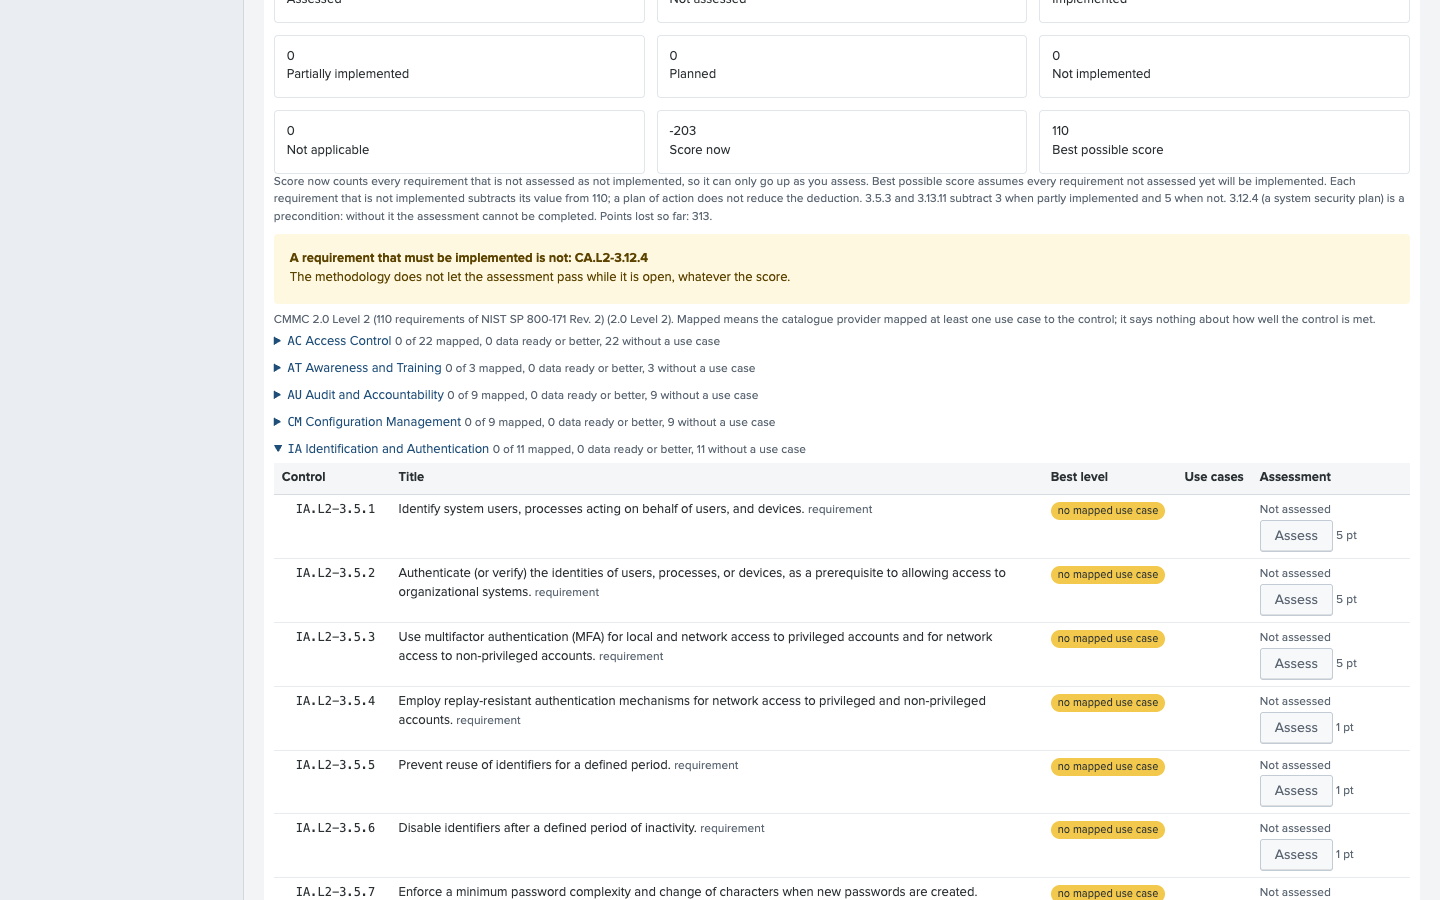 Assessed
Not assessed
Implemented
0
Partially implemented
0
Planned
0
Not implemented
0
Not applicable
-203
Score now
110
Best possible score
Score now counts every requirement that is not assessed as not implemented, so it can only go up as you assess. Best possible score assumes every requirement not assessed yet will be implemented. Each
requirement that is not implemented subtracts its value from 110; a plan of action does not reduce the deduction. 3.5.3 and 3.13.11 subtract 3 when partly implemented and 5 when not. 3.12.4 (a system security plan) is a
precondition: without it the assessment cannot be completed. Points lost so far: 313.
A requirement that must be implemented is not: CA.L2-3.12.4
The methodology does not let the assessment pass while it is open, whatever the score.
CMMC 2.0 Level 2 (110 requirements of NIST SP 800-171 Rev. 2) (2.0 Level 2). Mapped means the catalogue provider mapped at least one use case to the control; it says nothing about how well the control is met.
AC Access Control 0 of 22 mapped, 0 data ready or better, 22 without a use case
AT Awareness and Training 0 of 3 mapped, 0 data ready or better, 3 without a use case
AU Audit and Accountability 0 of 9 mapped, 0 data ready or better, 9 without a use case
CM Configuration Management 0 of 9 mapped, 0 data ready or better, 9 without a use case
IA Identification and Authentication 0 of 11 mapped, 0 data ready or better, 11 without a use case
Control Title Best level Use cases Assessment
IA.L2-3.5.1 Identify system users, processes acting on behalf of users, and devices. requirement no mapped use case Not assessed
Assess 5 pt
IA.L2-3.5.2 Authenticate (or verify) the identities of users, processes, or devices, as a prerequisite to allowing access to no mapped use case Not assessed
organizational systems. requirement Assess 5 pt
IA.L2-3.5.3 Use multifactor authentication (MFA) for local and network access to privileged accounts and for network no mapped use case Not assessed
access to non-privileged accounts. requirement Assess 5 pt
IA.L2-3.5.4 Employ replay-resistant authentication mechanisms for network access to privileged and non-privileged no mapped use case Not assessed
accounts. requirement Assess 1 pt
IA.L2-3.5.5 Prevent reuse of identifiers for a defined period. requirement no mapped use case Not assessed
Assess 1 pt
IA.L2-3.5.6 Disable identifiers after a defined period of inactivity. requirement no mapped use case Not assessed
Assess 1 pt
IA.L2-3.5.7 Enforce a minimum password complexity and change of characters when new passwords are created. no mapped use case Not assessed